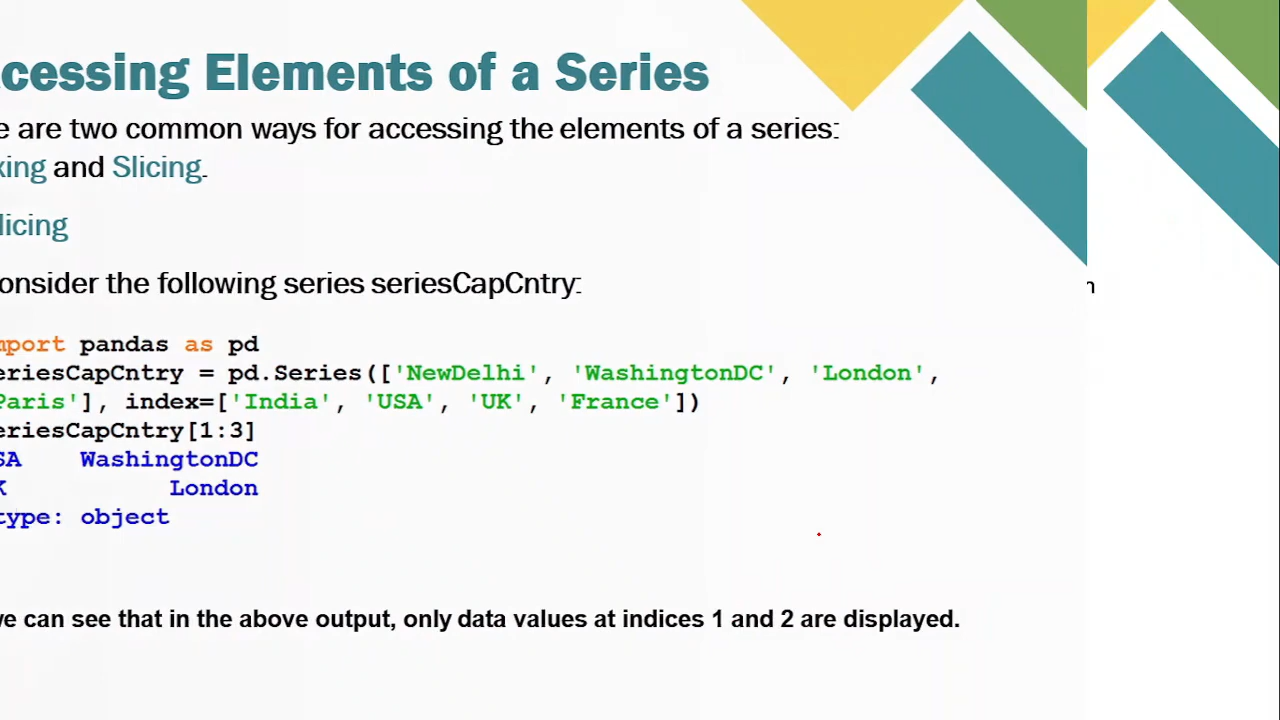 cessing Elements of a Series
e are two common ways for accessing the elements of a series:
xing and Slicing.
licing
onsider the following series seriesCapCntry:
n
mport pandas as pd
eriesCapCntry = pd.Series(['NewDelhi', 'WashingtonDC', 'London',
Paris'], index=['India', 'USA', 'UK', 'France'])
eriesCapCntry[1:3]
SA WashingtonDC
K London
type: object
we can see that in the above output, only data values at indices 1 and 2 are displayed.